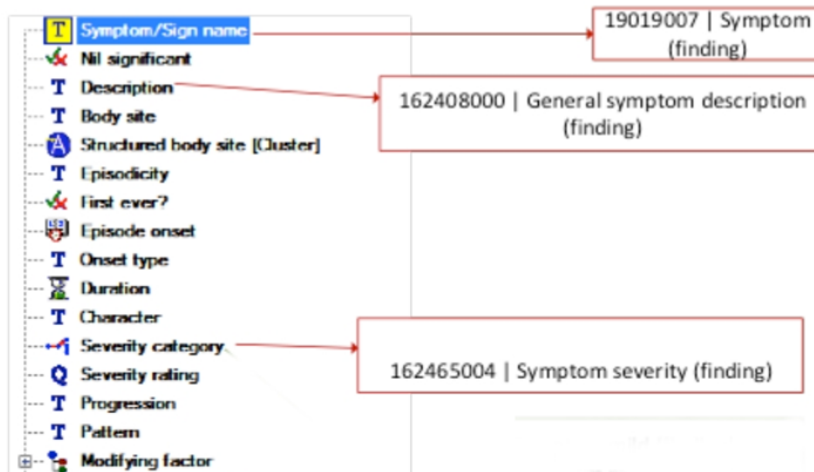 Symptom/Sign name
19019007 | Symptom
(finding)
Nil significant
Description
162408000 | General symptom description
(finding)
Body site
Structured body site [Cluster]
Episodicity
First ever?
Episode onset
Onset type
Duration
Character
Severity category
162465004 | Symptom severity (finding)
Severity rating
Progression
Pattern
Modifying factor